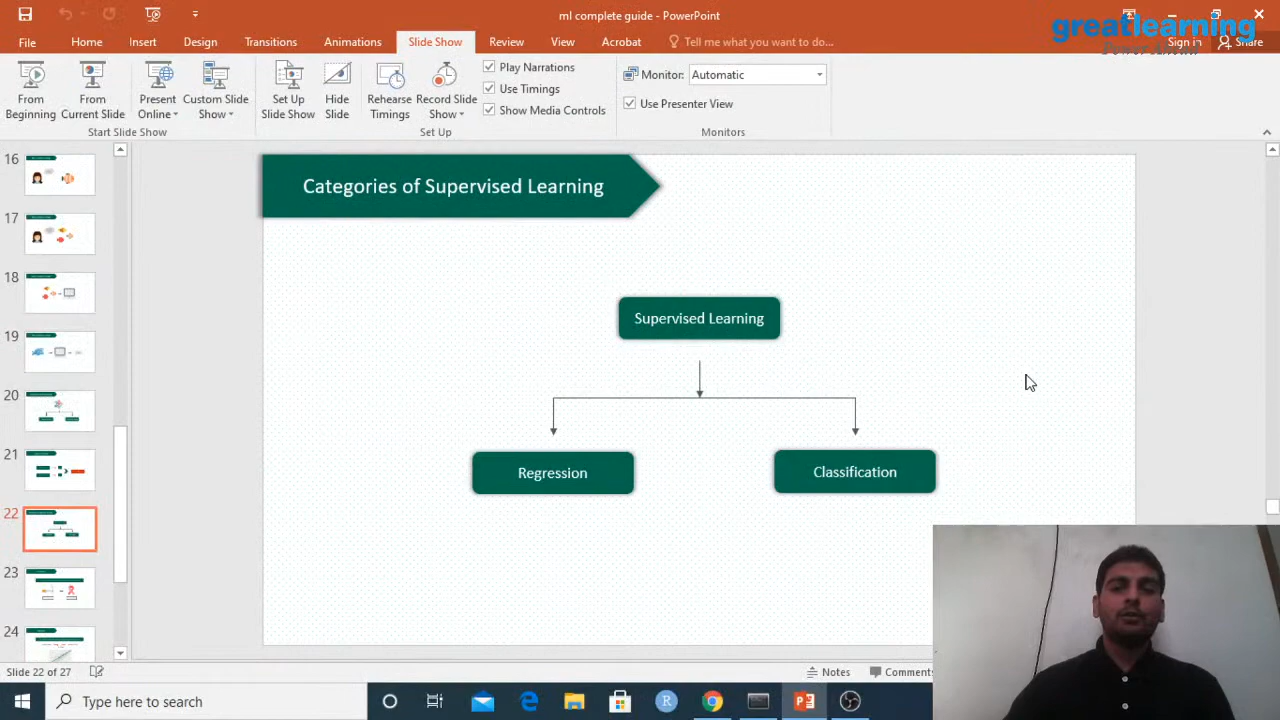 ml complete guide - PowerPoint
greatlearning
Power Ahead
File Home Insert Design Transitions Animations Slide Show Review View Acrobat Tell me what you want to do... Sign in Share
From Beginning
From Current Slide
Present Online
Custom Slide Show
Set Up Slide Show
Hide Slide
Rehearse Timings
Record Slide Show
Play Narrations
Use Timings
Show Media Controls
Monitor: Automatic
Use Presenter View
Start Slide Show Set Up Monitors
16
17
18
19
20
21
22
23
24
Categories of Supervised Learning
Supervised Learning
Regression Classification
Slide 22 of 27 Notes Comments
Type here to search